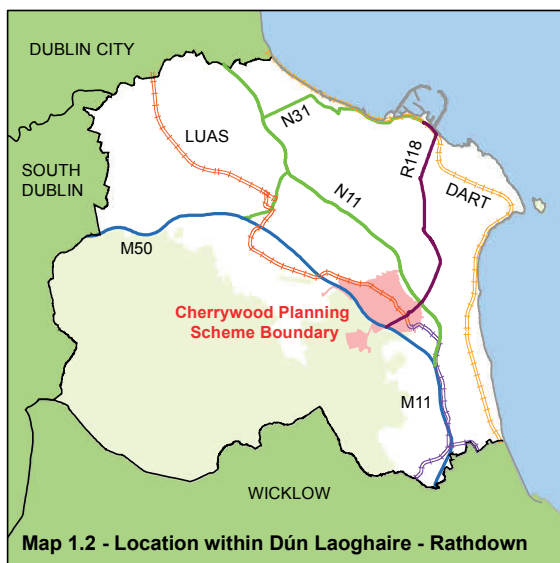 DUBLIN CITY
N31
LUAS
R118
SOUTH
DUBLIN
DART
N11
M50
Cherrywood Planning
Scheme Boundary
M11
WICKLOW
Map 1.2 - Location within Dún Laoghaire - Rathdown